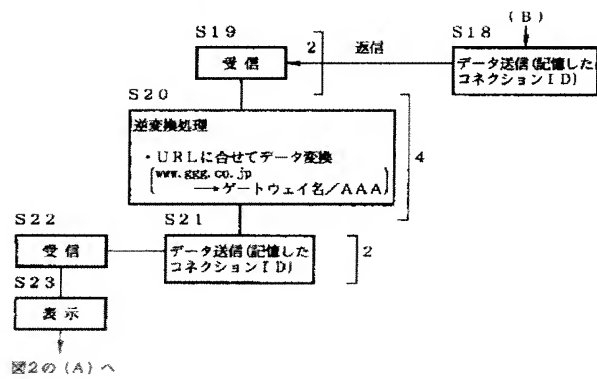 (B)
S18
データ送信(記憶した
コネクションID)
返信
S19
受信
2
S20
逆変換処理
・URLに合せてデータ変換
www.ggg.co.jp
→ゲートウェイ名/AAA
4
S21
データ送信(記憶した
コネクションID)
2
S22
受信
S23
表示
図2の(A)へ